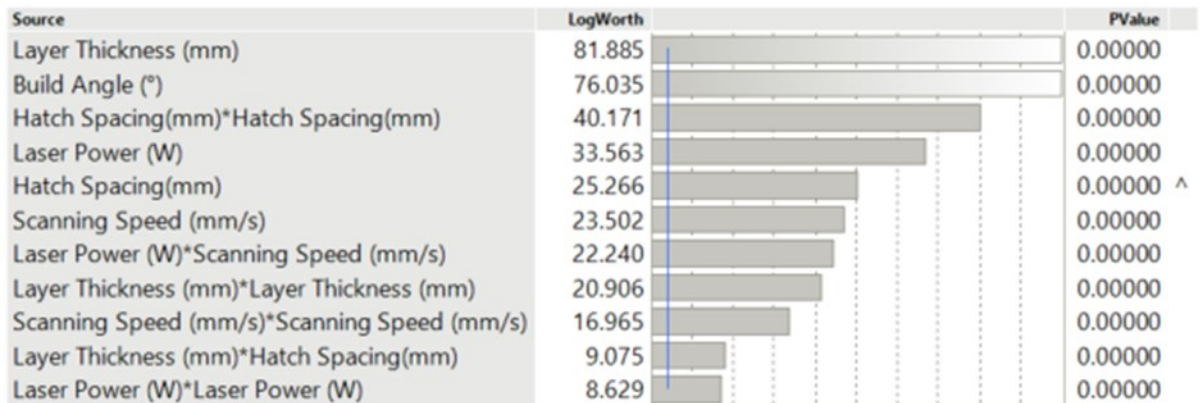 Source LogWorth PValue
Layer Thickness (mm) 81.885 0.00000
Build Angle (°) 76.035 0.00000
Hatch Spacing(mm)*Hatch Spacing(mm) 40.171 0.00000
Laser Power (W) 33.563 0.00000
Hatch Spacing(mm) 25.266 0.00000 ^
Scanning Speed (mm/s) 23.502 0.00000
Laser Power (W)*Scanning Speed (mm/s) 22.240 0.00000
Layer Thickness (mm)*Layer Thickness (mm) 20.906 0.00000
Scanning Speed (mm/s)*Scanning Speed (mm/s) 16.965 0.00000
Layer Thickness (mm)*Hatch Spacing(mm) 9.075 0.00000
Laser Power (W)*Laser Power (W) 8.629 0.00000